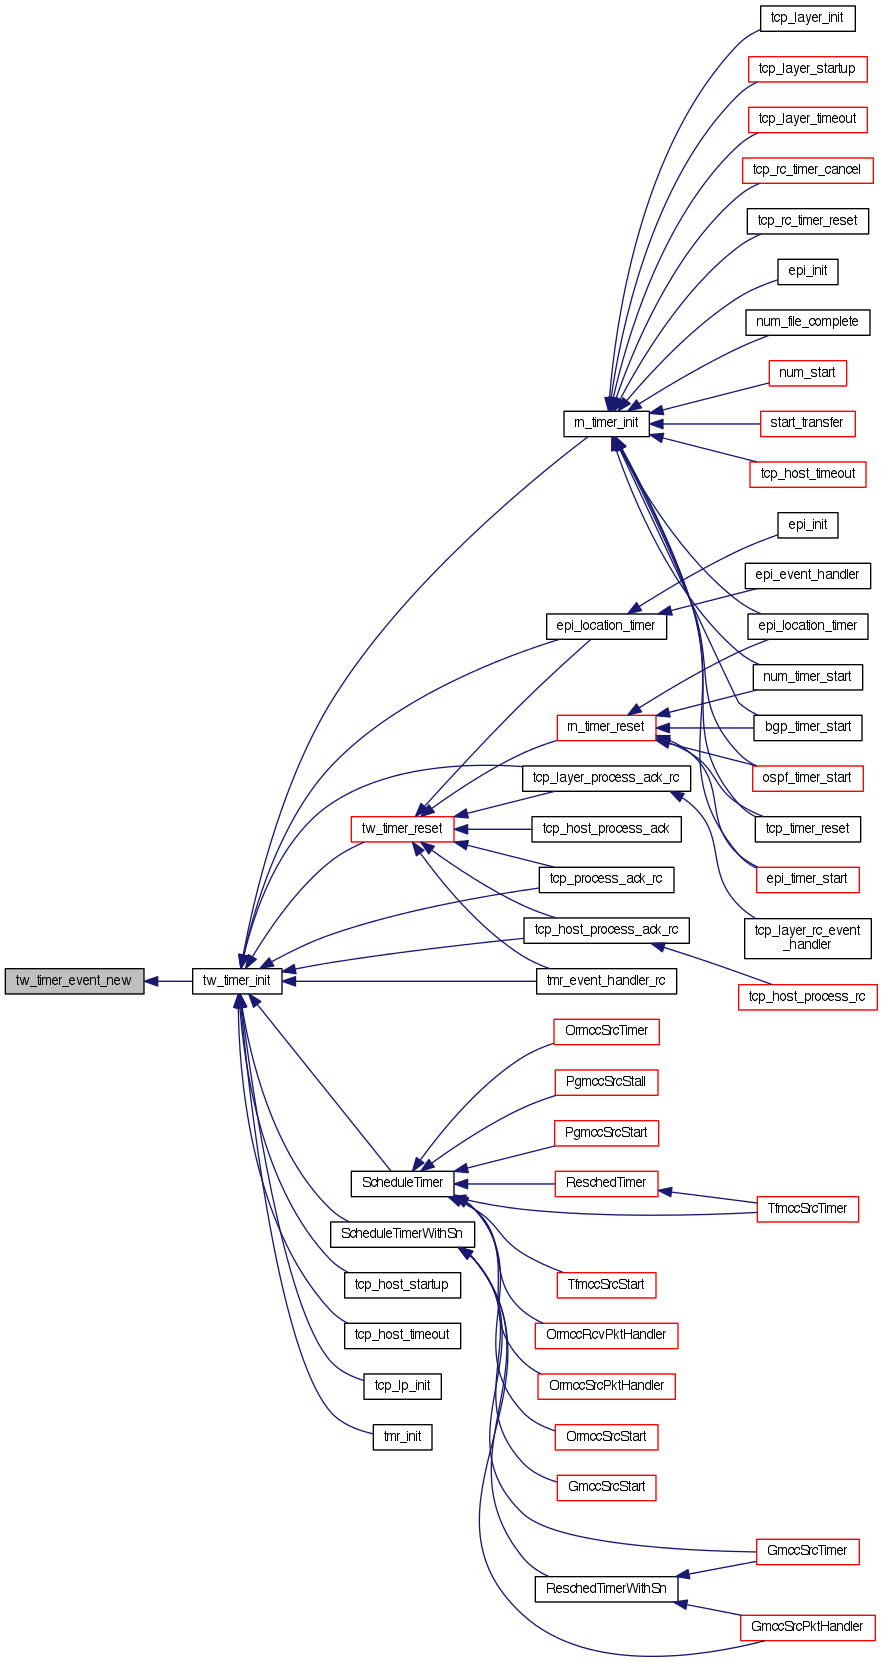 tcp_layer_init
tcp_layer_startup
tcp_layer_timeout
tcp_rc_timer_cancel
tcp_rc_timer_reset
epi_init
num_file_complete
num_start
rn_timer_init
start_transfer
tcp_host_timeout
epi_init
epi_event_handler
epi_location_timer
epi_location_timer
num_timer_start
rn_timer_reset
bgp_timer_start
tcp_layer_process_ack_rc
ospf_timer_start
tw_timer_reset
tcp_host_process_ack
tcp_timer_reset
tcp_process_ack_rc
epi_timer_start
tcp_host_process_ack_rc
tcp_layer_rc_event
_handler
tw_timer_event_new
tw_timer_init
tmr_event_handler_rc
tcp_host_process_rc
OrmccSrcTimer
PgmccSrcStall
PgmccSrcStart
ScheduleTimer
ReschedTimer
TfmccSrcTimer
ScheduleTimerWithSn
tcp_host_startup
TfmccSrcStart
tcp_host_timeout
OrmccRcvPktHandler
tcp_lp_init
OrmccSrcPktHandler
tmr_init
OrmccSrcStart
GmccSrcStart
GmccSrcTimer
ReschedTimerWithSn
GmccSrcPktHandler